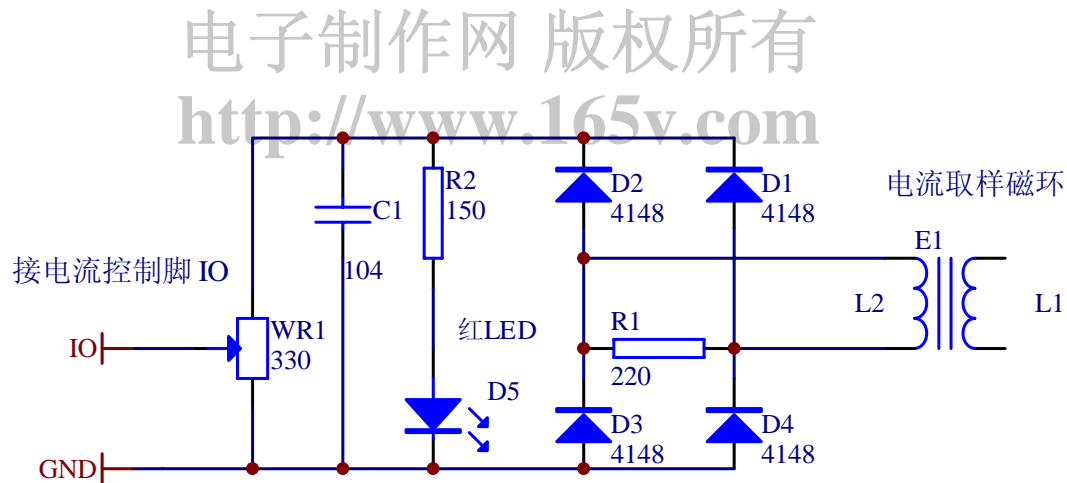 电子制作网 版权所有
http://www.165v.com
R2
150
D2
4148
D1
4148
电流取样磁环
C1
104
E1
接电流控制脚 IO
L2
L1
IO
WR1
330
红LED
R1
220
D5
D3
4148
D4
4148
GND